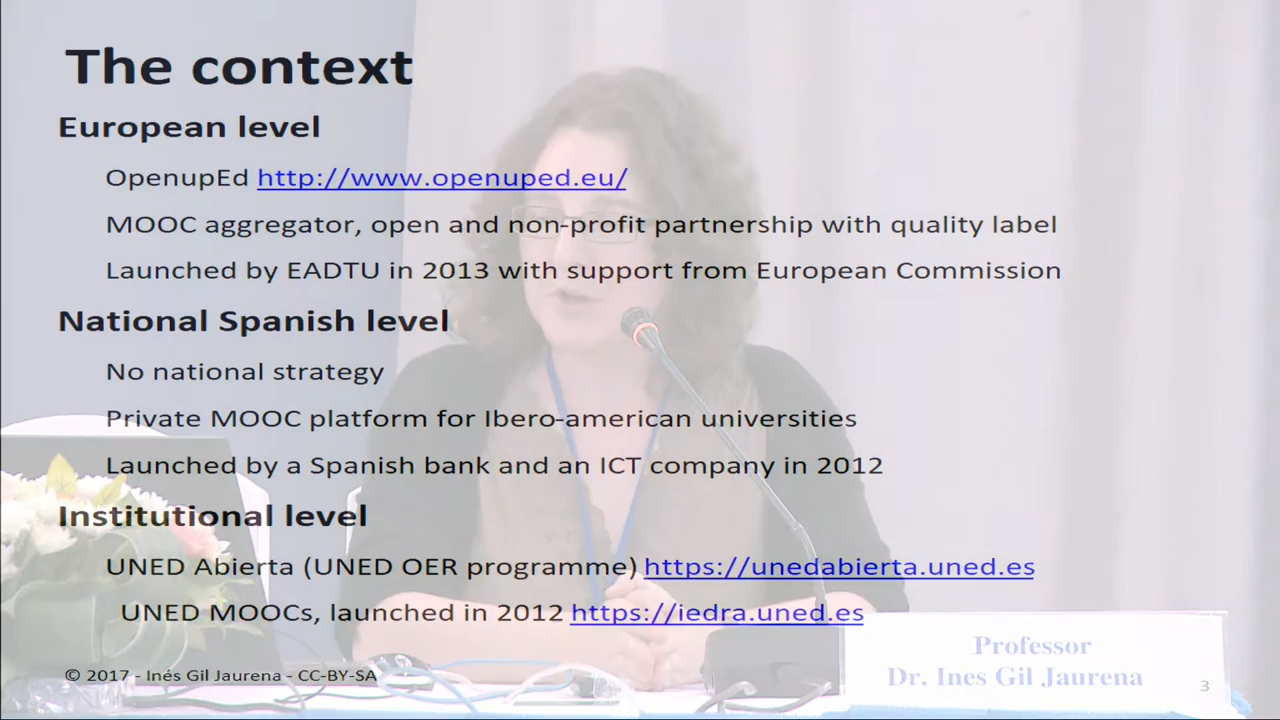 The context
European level
OpenupEd http://www.openuped.eu/
MOOC aggregator, open and non-profit partnership with quality label
Launched by EADTU in 2013 with support from European Commission
National Spanish level
No national strategy
Private MOOC platform for Ibero-american universities
Launched by a Spanish bank and an ICT company in 2012
Institutional level
UNED Abierta (UNED OER programme) https://unedabierta.uned.es
UNED MOOCs, launched in 2012 https://iedra.uned.es
Professor
Dr. Ines Gil Jaurena
© 2017 - Inés Gil Jaurena - CC-BY-SA
3